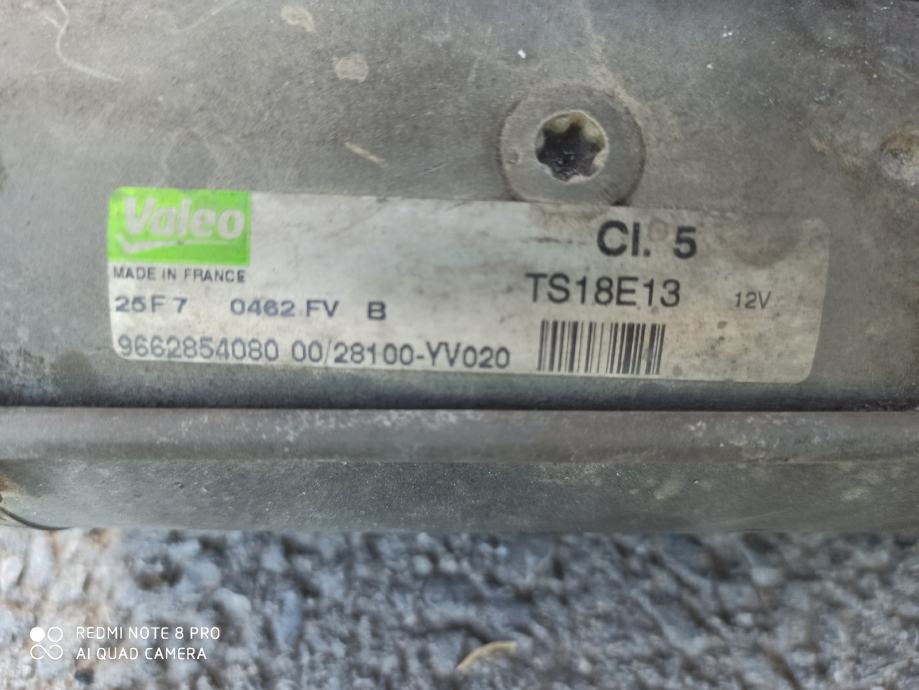 Valeo
MADE IN FRANCE
CI. 5
TS18E13 12V
25F7 0462 FV B
9662854080 00/28100-YV020
REDMI NOTE 8 PRO
AI QUAD CAMERA